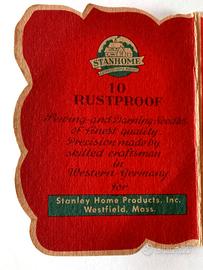 STANHOME
10
RUSTPROOF
Sewing and Darning Needles
of finest quality.
Precision made by
skilled craftsmen
in
Western Germany
for
Stanley Home Products, Inc.
Westfield, Mass.